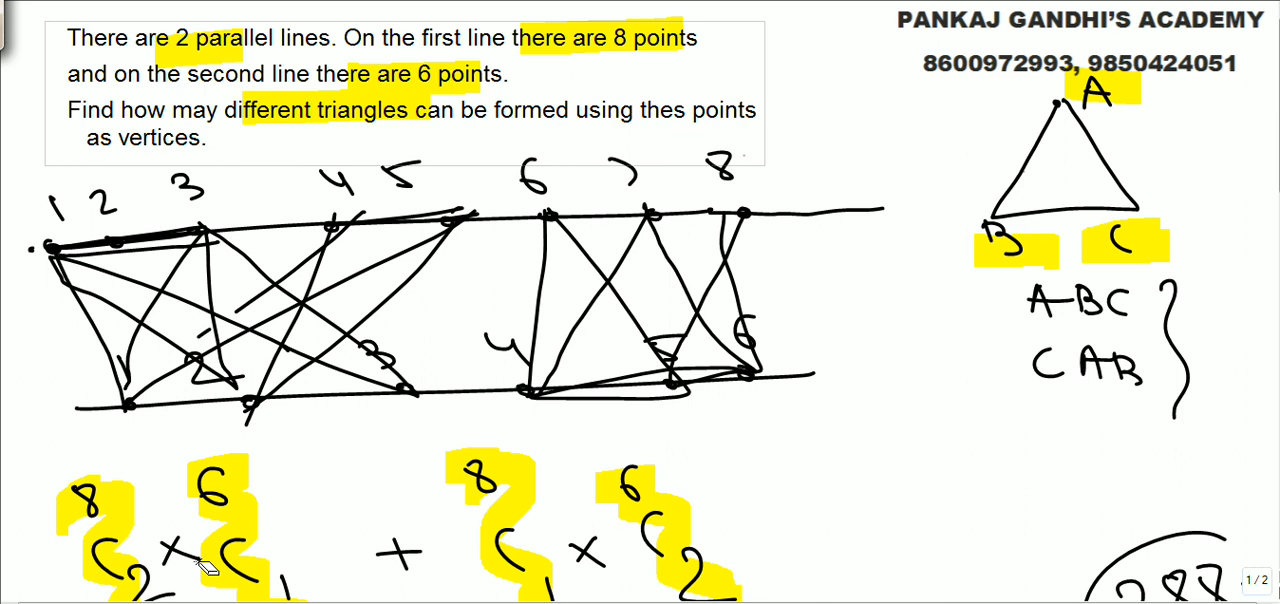 There are 2 parallel lines. On the first line there are 8 points
and on the second line there are 6 points.
Find how may different triangles can be formed using thes points
as vertices.
PANKAJ GANDHI'S ACADEMY
8600972993, 9850424051
A
B C
ABC
CAB
1 2 3 4 5 6 7 8
1 2 3 4 5 6
8C2 × 6C1 + 8C1 × 6C2
288
1 / 2